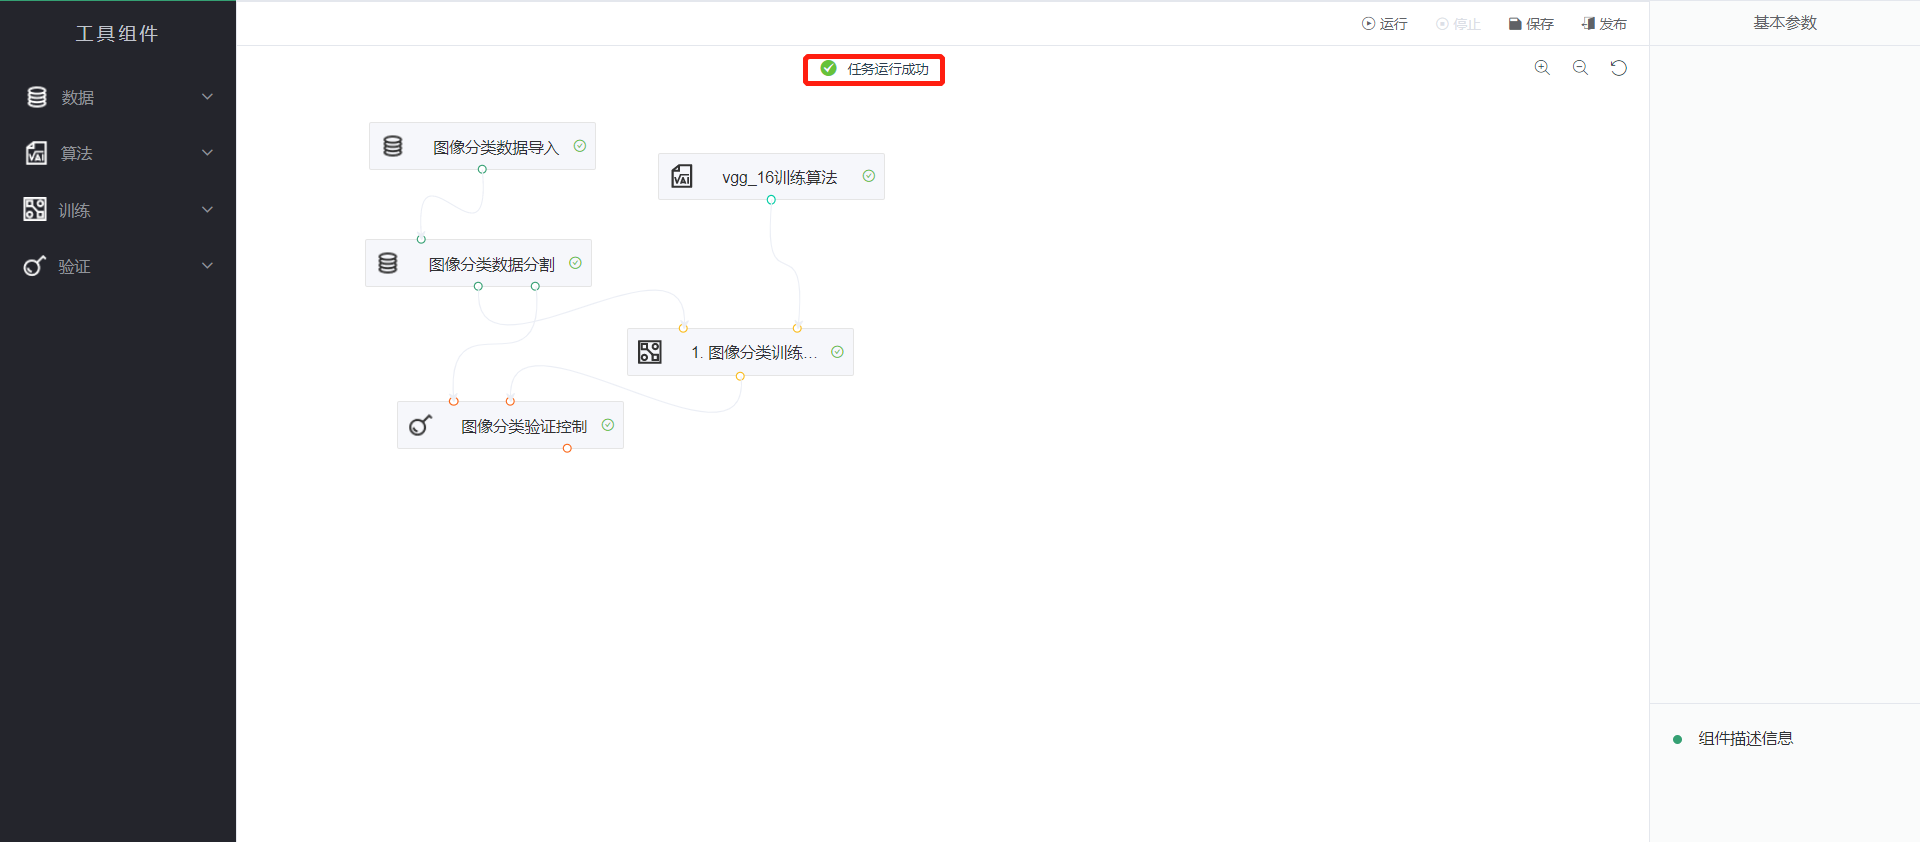 工具组件
数据
算法
训练
验证
运行
停止
保存
发布
任务运行成功
图像分类数据导入
vgg_16训练算法
图像分类数据分割
1. 图像分类训练...
图像分类验证控制
基本参数
组件描述信息